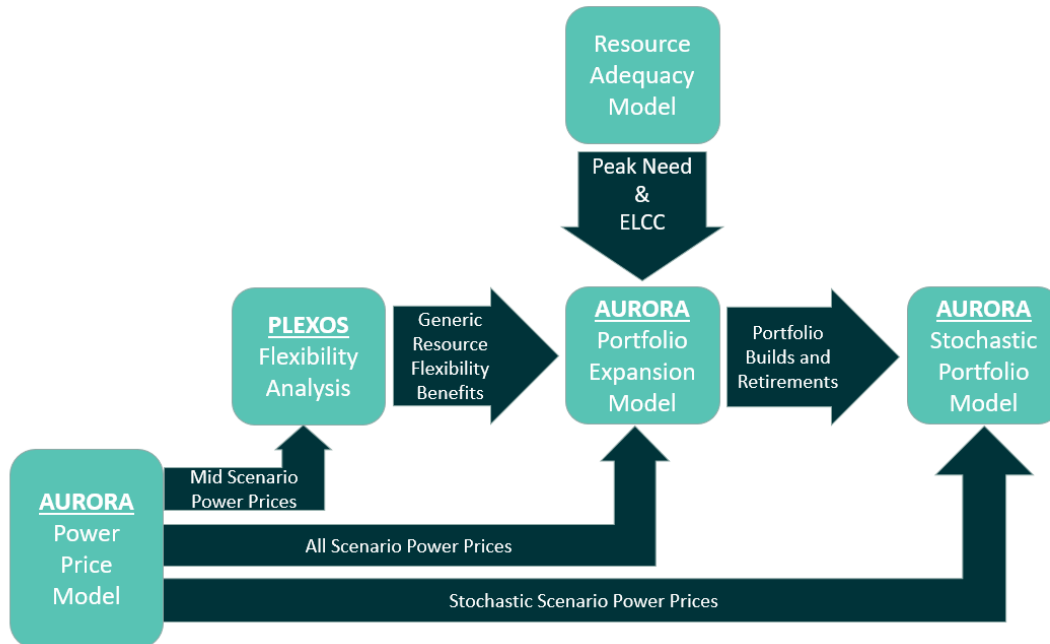 Resource
Adequacy
Model
Peak Need
&
ELCC
PLEXOS
Flexibility
Analysis
Generic
Resource
Flexibility
Benefits
AURORA
Portfolio
Expansion
Model
Portfolio
Builds and
Retirements
AURORA
Stochastic
Portfolio
Model
AURORA
Power
Price
Model
Mid Scenario
Power Prices
All Scenario Power Prices
Stochastic Scenario Power Prices